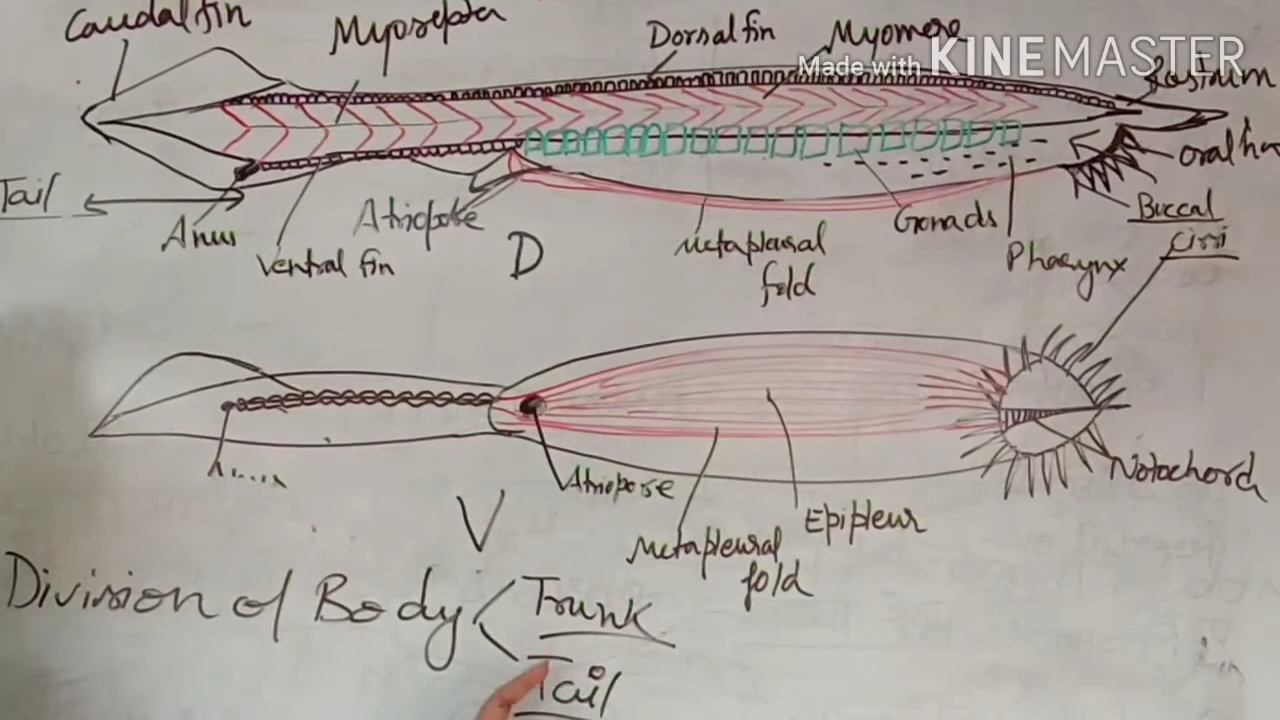 Caudal fin
Myosepta
Dorsal fin
Myomere
Made with KINEMASTER
Rostrum
Oral ho
Buccal
Cirri
Tail
Anus
Ventral fin
Atriopore
D
Metapleural
fold
Gonads
Pharynx
Atriopore
Notochord
V
Metapleural
fold
Epipleur
Division of Body
Trunk
Tail